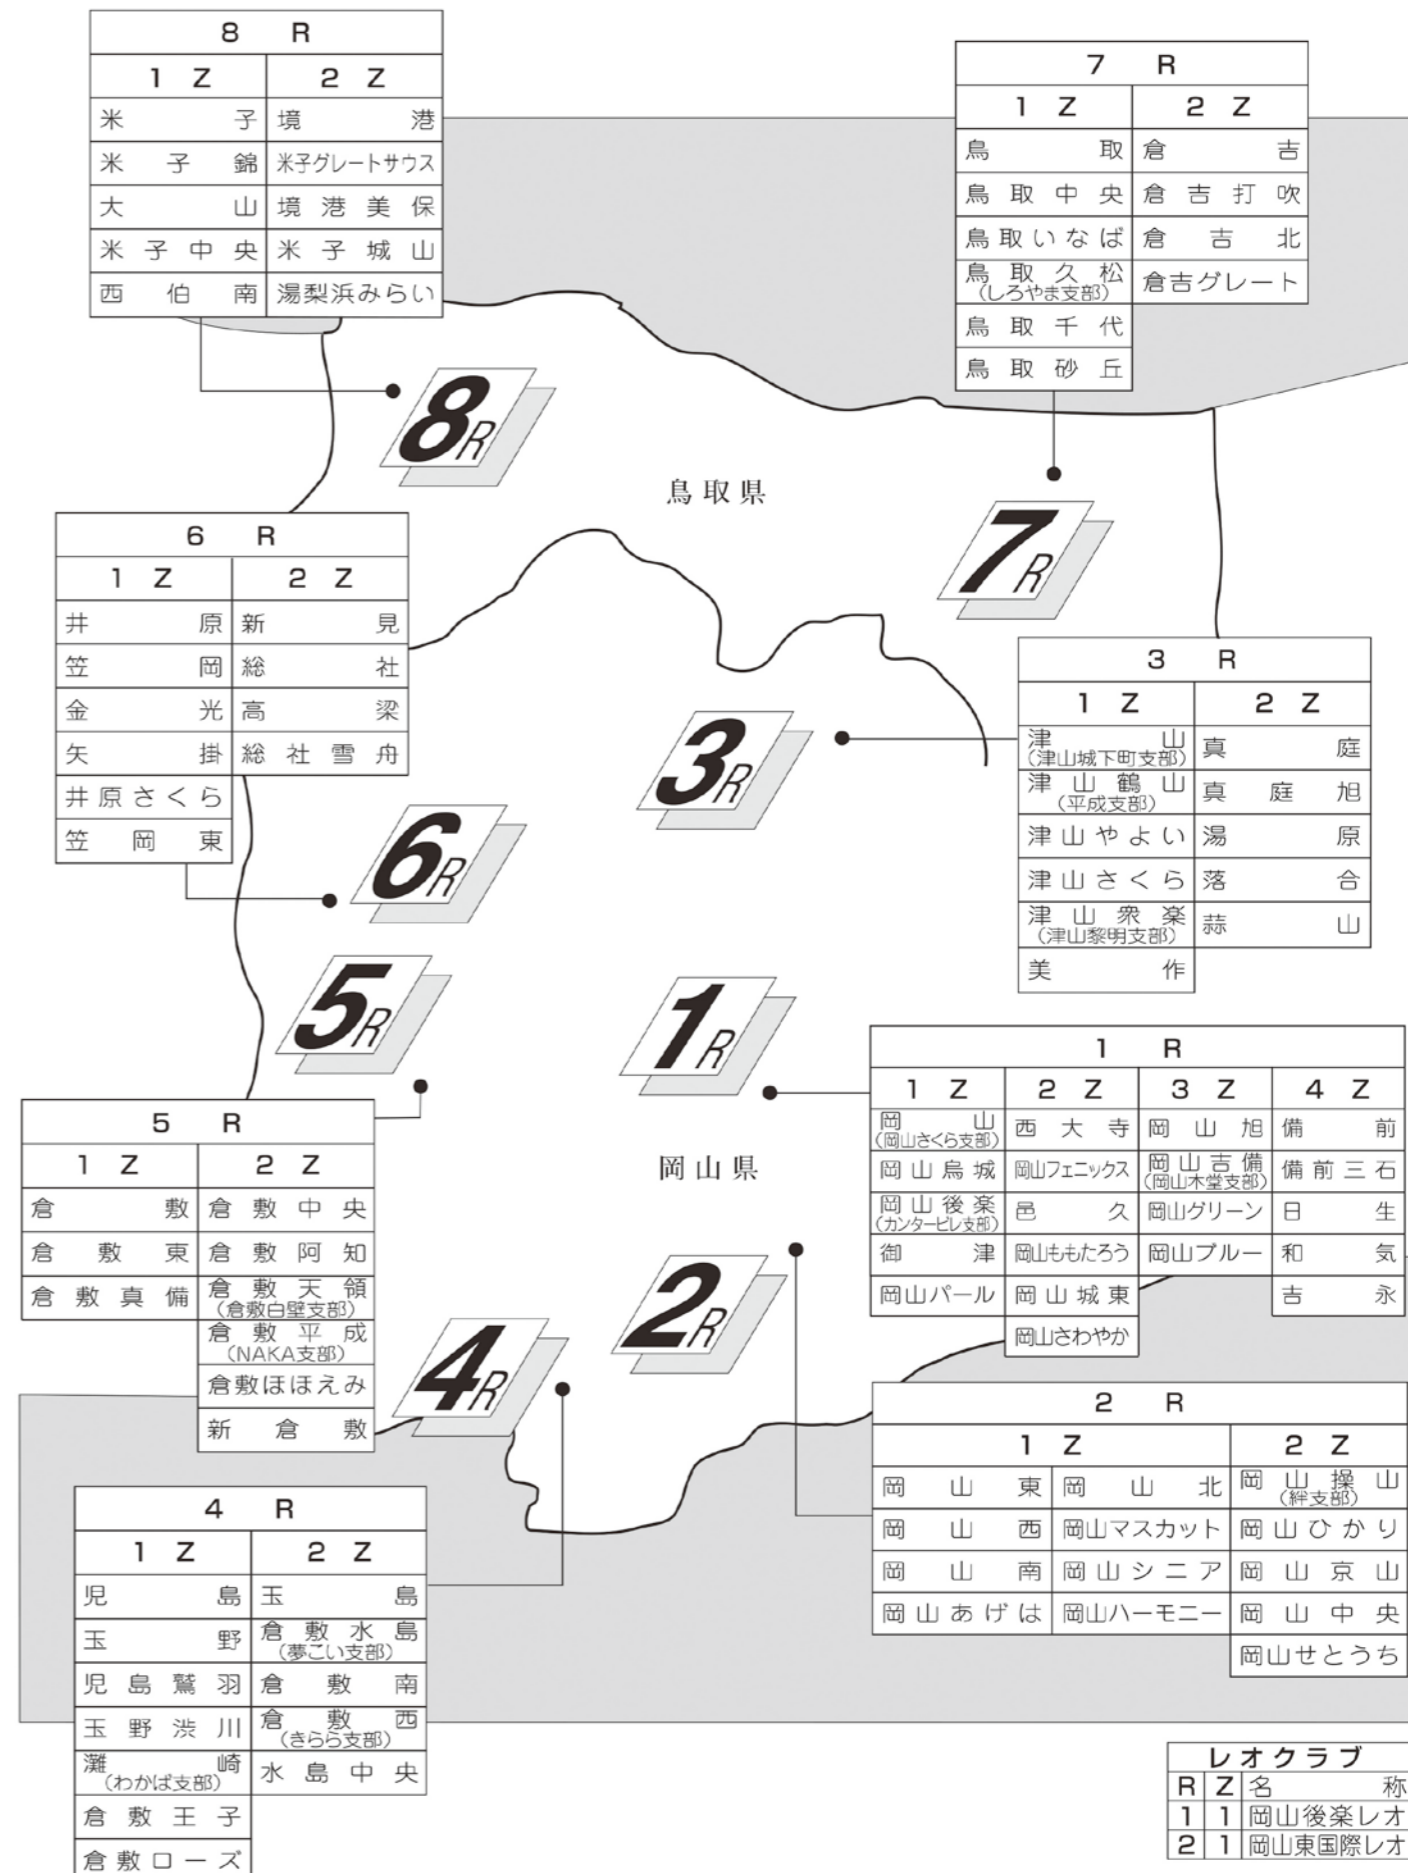 8 R
1 Z 2 Z
米子 境港
米子錦 米子グレートサウス
大山 境港美保
米子中央 米子城山
西伯南 湯梨浜みらい
7 R
1 Z 2 Z
鳥取 倉吉
鳥取中央 倉吉打吹
鳥取いなば 倉吉北
鳥取久松 倉吉グレート
(しろやま支部)
鳥取千代
鳥取砂丘
8R
鳥取県
7R
6 R
1 Z 2 Z
井原 新見
笠岡 総社
金光 高梁
矢掛 総社雪舟
井原さくら
笠岡東
3 R
1 Z 2 Z
津山 真庭
(津山城下町支部)
津山鶴山 真庭旭
(平成支部)
津山やよい 湯原
津山さくら 落合
津山衆楽 蒜山
(津山黎明支部)
美作
3R
6R
5R
1R
1 R
1 Z 2 Z 3 Z 4 Z
岡山 西大寺 岡山旭 備前
(岡山さくら支部)
岡山烏城 岡山フェニックス 岡山吉備 備前三石
(岡山木堂支部)
岡山後楽 邑久 岡山グリーン 日生
(カンタービレ支部)
御津 岡山ももたろう 岡山ブルー 和気
岡山パール 岡山城東 吉永
岡山さわやか
5 R
1 Z 2 Z
倉敷 倉敷中央
倉敷東 倉敷阿知
倉敷真備 倉敷天領
(倉敷白壁支部)
倉敷平成
(NAKA支部)
倉敷ほほえみ
新倉敷
岡山県
2R
4R
2 R
1 Z 2 Z
岡山東 岡山北 岡山操山
(絆支部)
岡山西 岡山マスカット 岡山ひかり
岡山南 岡山シニア 岡山京山
岡山あげは 岡山ハーモニー 岡山中央
岡山せとうち
4 R
1 Z 2 Z
児島 玉島
玉野 倉敷水島
(夢こい支部)
児島鷲羽 倉敷南
玉野渋川 倉敷西
(きらら支部)
灘崎 水島中央
(わかば支部)
倉敷王子
倉敷ローズ
レオクラブ
R Z 名称
1 1 岡山後楽レオ
2 1 岡山東国際レオ